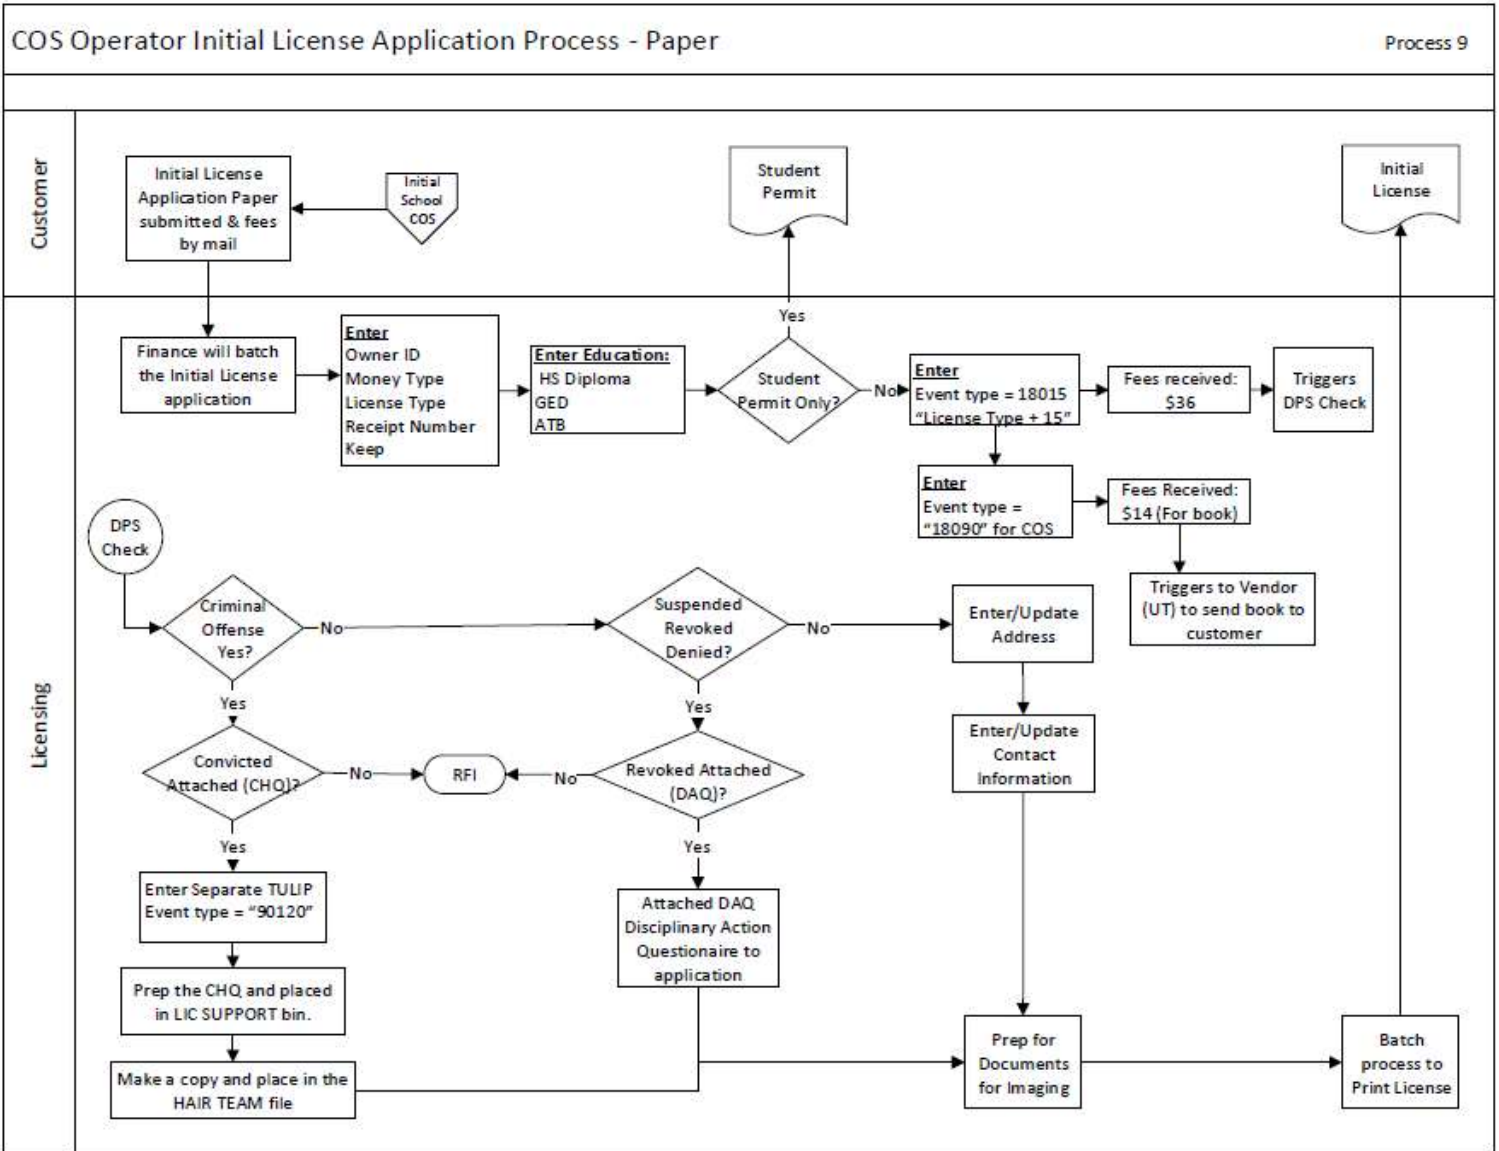 COS Operator Initial License Application Process - Paper
Process 9
Customer
Initial License
Application Paper
submitted & fees
by mail
Initial
School
COS
Student
Permit
Initial
License
Licensing
Finance will batch
the Initial License
application
Enter
Owner ID
Money Type
License Type
Receipt Number
Keep
Enter Education:
HS Diploma
GED
ATB
Yes
Student
Permit Only?
No
Enter
Event type = 18015
“License Type + 15”
Fees received:
$36
Triggers
DPS Check
Enter
Event type =
“18090” for COS
Fees Received:
$14 (For book)
Triggers to Vendor
(UT) to send book to
customer
DPS
Check
Criminal
Offense
Yes?
No
Suspended
Revoked
Denied?
No
Enter/Update
Address
Yes
Yes
Enter/Update
Contact
Information
Convicted
Attached (CHQ)?
No
RFI
No
Revoked Attached
(DAQ)?
Yes
Yes
Enter Separate TULIP
Event type = “90120”
Attached DAQ
Disciplinary Action
Questionaire to
application
Prep the CHQ and placed
in LIC SUPPORT bin.
Make a copy and place in the
HAIR TEAM file
Prep for
Documents
for Imaging
Batch
process to
Print License